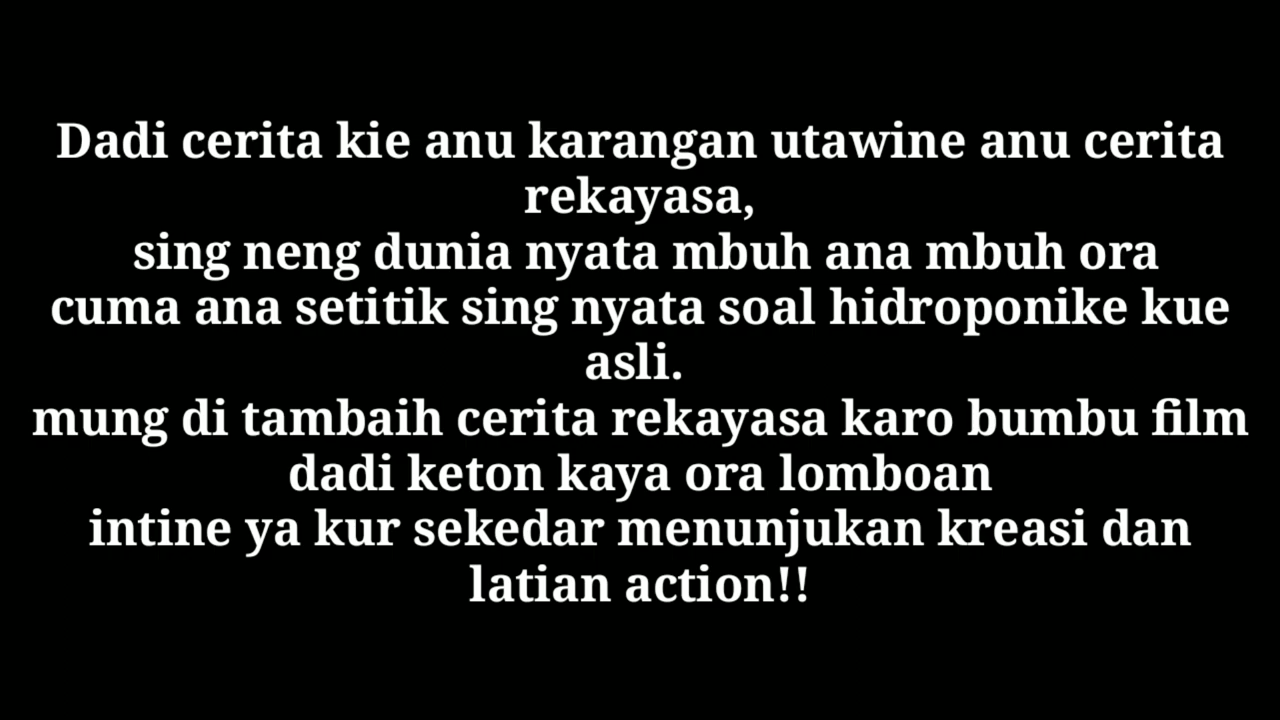 Dadi cerita kie anu karangan utawine anu cerita
rekayasa,
sing neng dunia nyata mbuh ana mbuh ora
cuma ana setitik sing nyata soal hidroponike kue
asli.
mung di tambaih cerita rekayasa karo bumbu film
dadi keton kaya ora lomboan
intine ya kur sekedar menunjukan kreasi dan
latian action!!